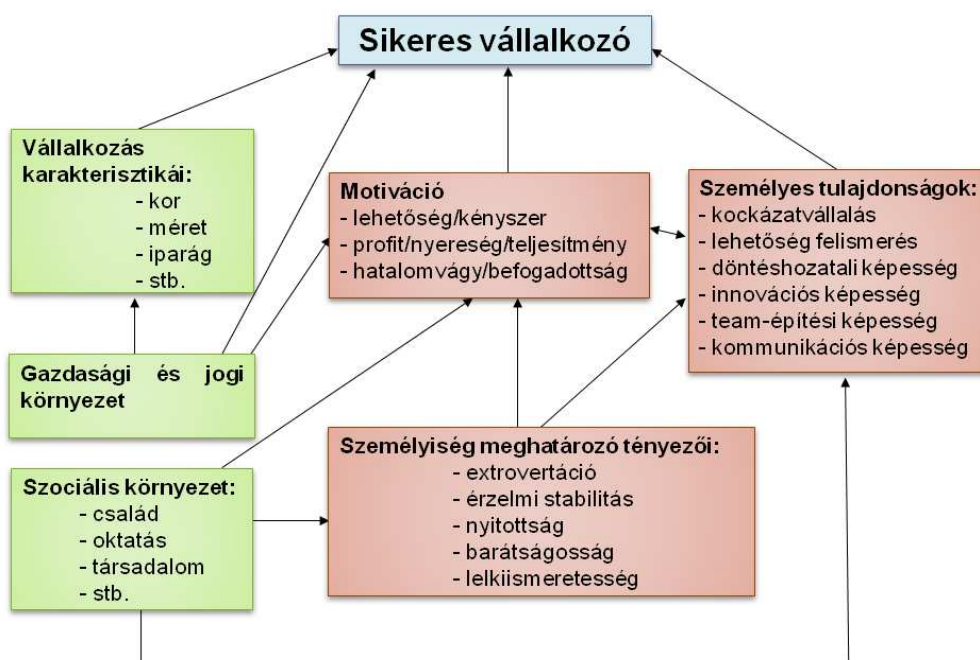 Sikeres vállalkozó
Vállalkozás
karakterisztikái:
- kor
- méret
- iparág
- stb.
Motiváció
- lehetőség/kényszer
- profit/nyereség/teljesítmény
- hatalomvágy/befogadottság
Személyes tulajdonságok:
- kockázatvállalás
- lehetőség felismerés
- döntéshozatali képesség
- innovációs képesség
- team-építési képesség
- kommunikációs képesség
Gazdasági és jogi
környezet
Szociális környezet:
- család
- oktatás
- társadalom
- stb.
Személyiség meghatározó tényezői:
- extrovertáció
- érzelmi stabilitás
- nyitottság
- barátságosság
- lelkiismeretesség